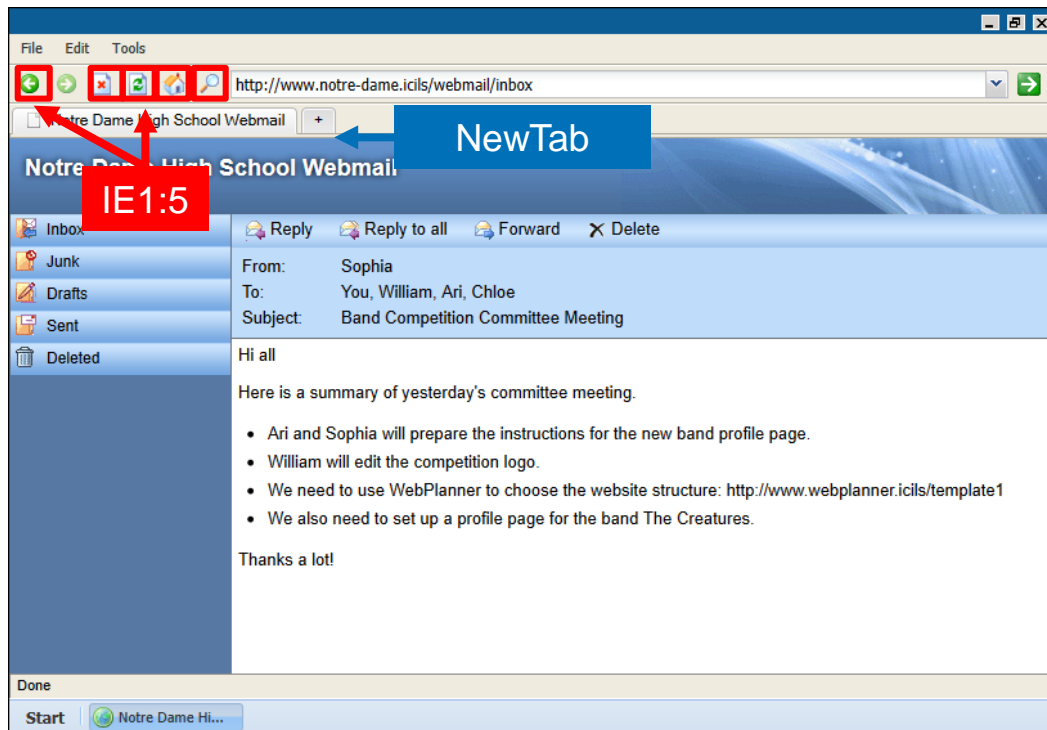 File Edit Tools
http://www.notre-dame.icils/webmail/inbox
Notre Dame High School Webmail +
NewTab
Notre Dame High School Webmail
IE1:5
Inbox
Junk
Drafts
Sent
Deleted
Reply Reply to all Forward Delete
From: Sophia
To: You, William, Ari, Chloe
Subject: Band Competition Committee Meeting
Hi all
Here is a summary of yesterday's committee meeting.
• Ari and Sophia will prepare the instructions for the new band profile page.
• William will edit the competition logo.
• We need to use WebPlanner to choose the website structure: http://www.webplanner.icils/template1
• We also need to set up a profile page for the band The Creatures.
Thanks a lot!
Done
Start Notre Dame Hi...